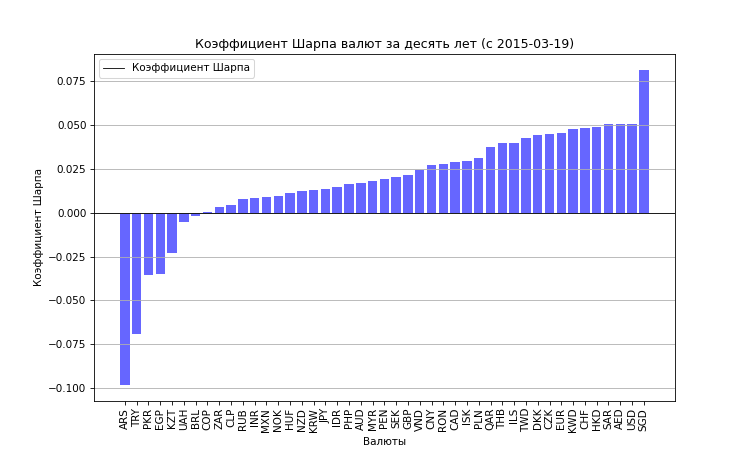 Коэффициент Шарпа валют за десять лет (с 2015-03-19)
Коэффициент Шарпа
0.075
0.050
0.025
0.000
−0.025
−0.050
−0.075
−0.100
Коэффициент Шарпа
ARS
TRY
PKR
EGP
KZT
UAH
BRL
COP
ZAR
CLP
RUB
INR
MXN
NOK
HUF
NZD
KRW
JPY
IDR
PHP
AUD
MYR
PEN
SEK
GBP
VND
CNY
RON
CAD
ISK
PLN
QAR
THB
ILS
TWD
DKK
CZK
EUR
KWD
CHF
HKD
SAR
AED
USD
SGD
Валюты